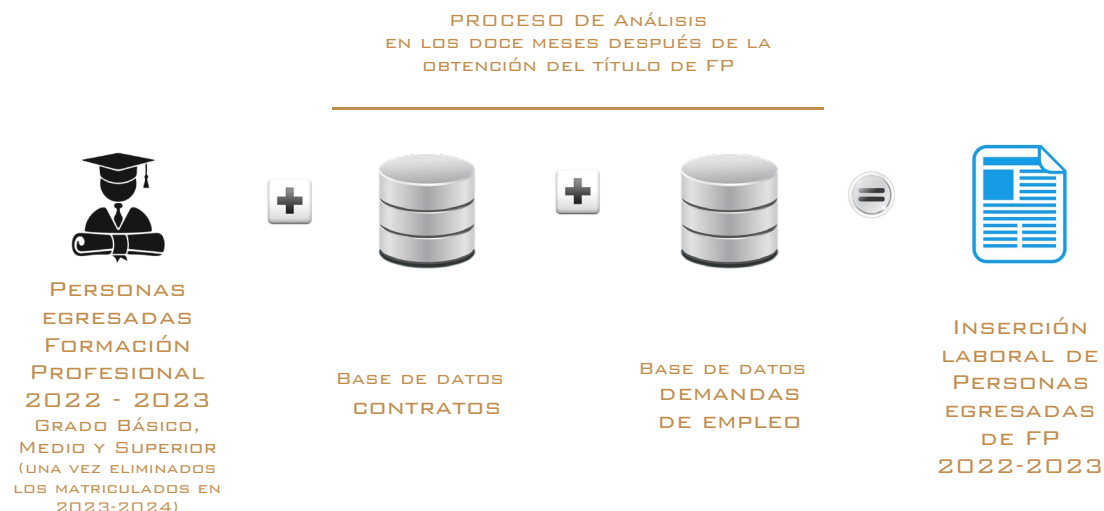 PROCESO DE Análisis
en los doce meses después de la
obtención del título de FP
Personas
egresadas
Formación
Profesional
2022 - 2023
Grado Básico,
Medio y Superior
(una vez eliminados
los matriculados en
2023-2024)
Base de datos
contratos
Base de datos
demandas
de empleo
Inserción
laboral de
Personas
egresadas
de FP
2022-2023